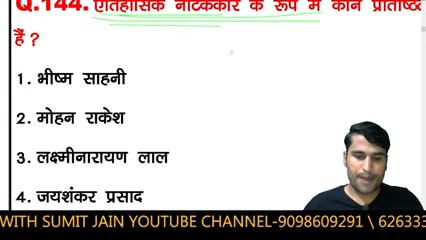 Q.144. ऐतिहासिक नाटककार के रूप में कौन प्रतिष्ठित
हैं ?
1. भीष्म साहनी
2. मोहन राकेश
3. लक्ष्मीनारायण लाल
4. जयशंकर प्रसाद
WITH SUMIT JAIN YOUTUBE CHANNEL-9098609291 \ 626333